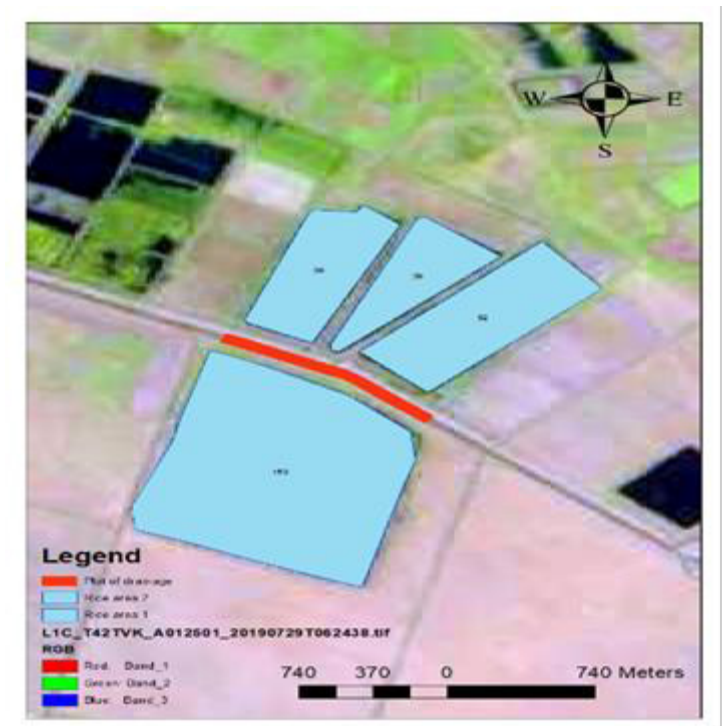 W E
S
Legend
Plot of drainage
Rice area 2
Rice area 1
L1C_T42TVK_A012501_20190729T062438.tif
RGB
Red: Band_1
Green: Band_2
Blue: Band_3
740 370 0 740 Meters